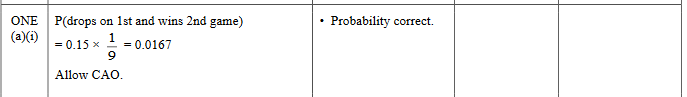 ONE
(a)(i)
P(drops on 1st and wins 2nd game)
= 0.15 × 1/9 = 0.0167
Allow CAO.
• Probability correct.